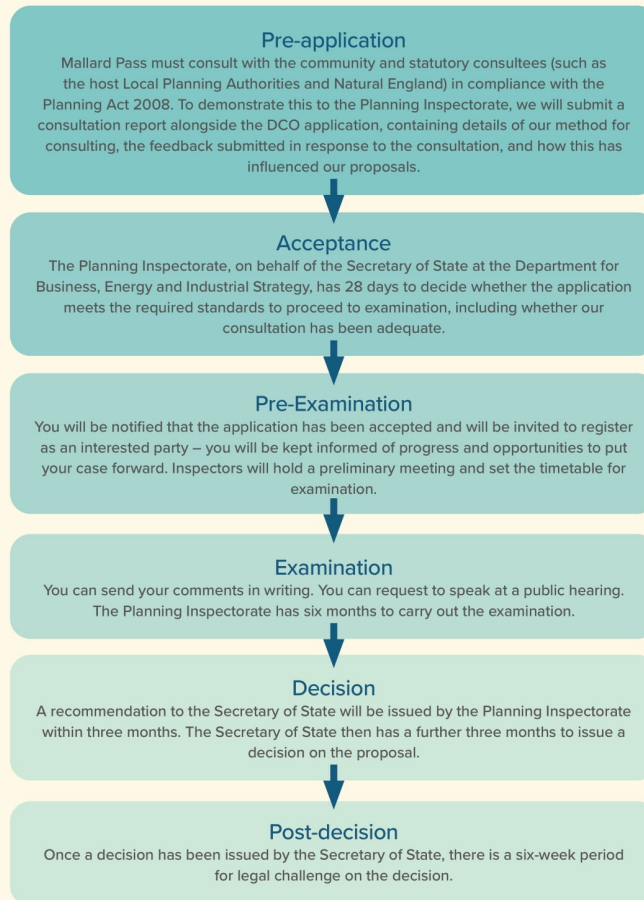 Pre-application
Mallard Pass must consult with the community and statutory consultees (such as
the host Local Planning Authorities and Natural England) in compliance with the
Planning Act 2008. To demonstrate this to the Planning Inspectorate, we will submit a
consultation report alongside the DCO application, containing details of our method for
consulting, the feedback submitted in response to the consultation, and how this has
influenced our proposals.
Acceptance
The Planning Inspectorate, on behalf of the Secretary of State at the Department for
Business, Energy and Industrial Strategy, has 28 days to decide whether the application
meets the required standards to proceed to examination, including whether our
consultation has been adequate.
Pre-Examination
You will be notified that the application has been accepted and will be invited to register
as an interested party – you will be kept informed of progress and opportunities to put
your case forward. Inspectors will hold a preliminary meeting and set the timetable for
examination.
Examination
You can send your comments in writing. You can request to speak at a public hearing.
The Planning Inspectorate has six months to carry out the examination.
Decision
A recommendation to the Secretary of State will be issued by the Planning Inspectorate
within three months. The Secretary of State then has a further three months to issue a
decision on the proposal.
Post-decision
Once a decision has been issued by the Secretary of State, there is a six-week period
for legal challenge on the decision.